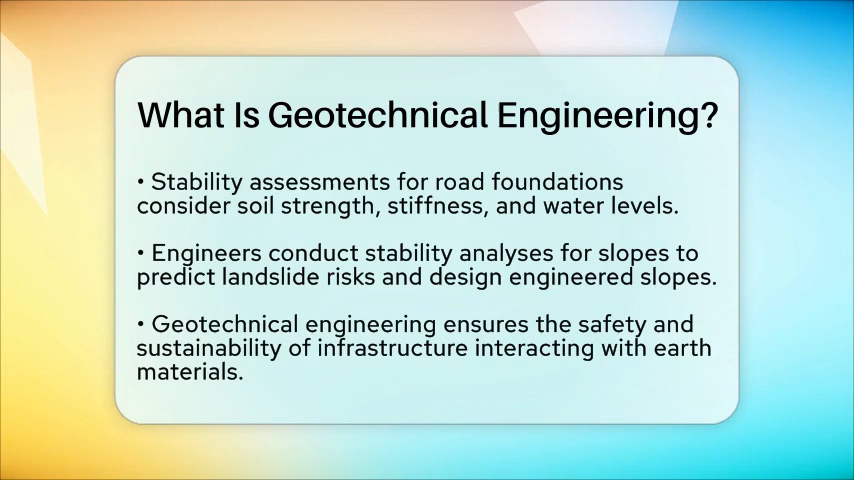 What Is Geotechnical Engineering?
• Stability assessments for road foundations
consider soil strength, stiffness, and water levels.
• Engineers conduct stability analyses for slopes to
predict landslide risks and design engineered slopes.
• Geotechnical engineering ensures the safety and
sustainability of infrastructure interacting with earth
materials.